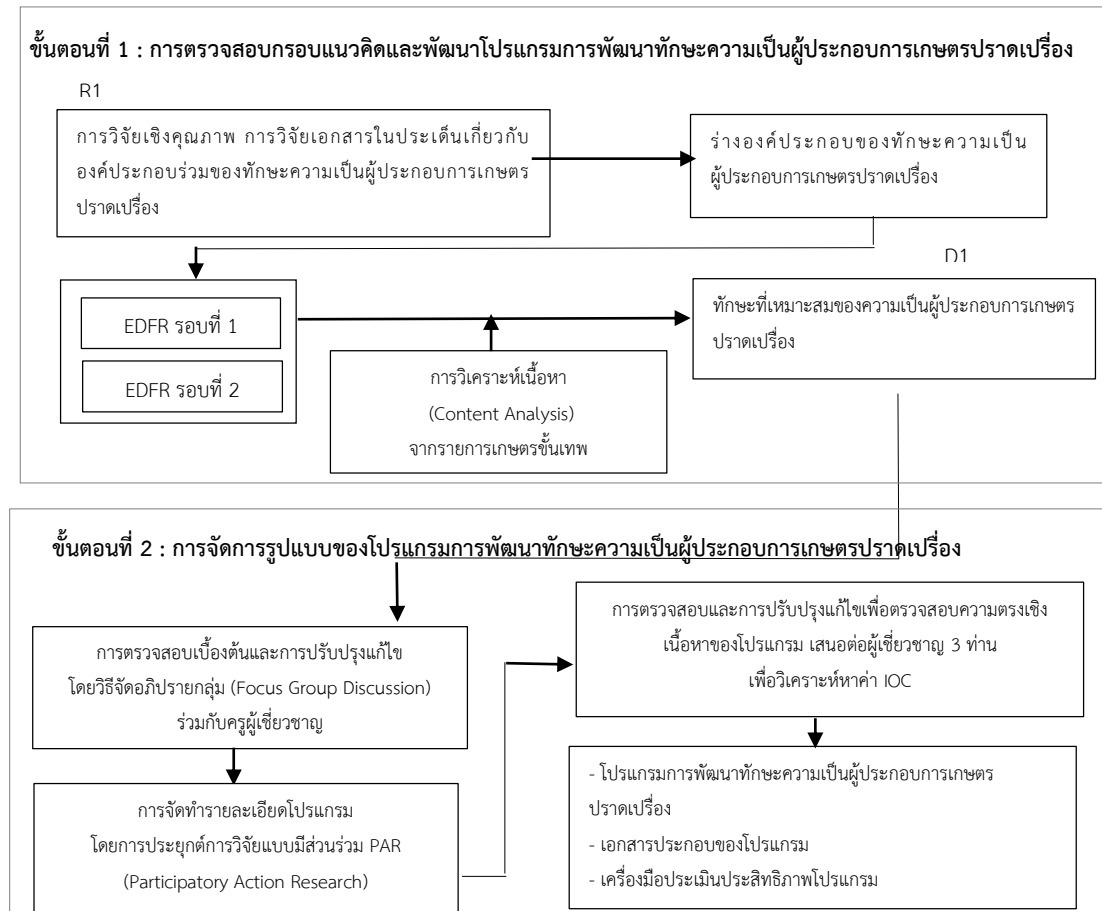 ขั้นตอนที่ 1 : การตรวจสอบกรอบแนวคิดและพัฒนาโปรแกรมการพัฒนาทักษะความเป็นผู้ประกอบการเกษตรปราดเปรื่อง
R1
การวิจัยเชิงคุณภาพ การวิจัยเอกสารในประเด็นเกี่ยวกับ
องค์ประกอบร่วมของทักษะความเป็นผู้ประกอบการเกษตร
ปราดเปรื่อง
ร่างองค์ประกอบของทักษะความเป็น
ผู้ประกอบการเกษตรปราดเปรื่อง
D1
EDFR รอบที่ 1
EDFR รอบที่ 2
การวิเคราะห์เนื้อหา
(Content Analysis)
จากรายการเกษตรขั้นเทพ
ทักษะที่เหมาะสมของความเป็นผู้ประกอบการเกษตร
ปราดเปรื่อง
ขั้นตอนที่ 2 : การจัดการรูปแบบของโปรแกรมการพัฒนาทักษะความเป็นผู้ประกอบการเกษตรปราดเปรื่อง
การตรวจสอบเบื้องต้นและการปรับปรุงแก้ไข
โดยวิธีจัดอภิปรายกลุ่ม (Focus Group Discussion)
ร่วมกับครูผู้เชี่ยวชาญ
การจัดทำรายละเอียดโปรแกรม
โดยการประยุกต์การวิจัยแบบมีส่วนร่วม PAR
(Participatory Action Research)
การตรวจสอบและการปรับปรุงแก้ไขเพื่อตรวจสอบความตรงเชิง
เนื้อหาของโปรแกรม เสนอต่อผู้เชี่ยวชาญ 3 ท่าน
เพื่อวิเคราะห์หาค่า IOC
- โปรแกรมการพัฒนาทักษะความเป็นผู้ประกอบการเกษตร
ปราดเปรื่อง
- เอกสารประกอบของโปรแกรม
- เครื่องมือประเมินประสิทธิภาพโปรแกรม